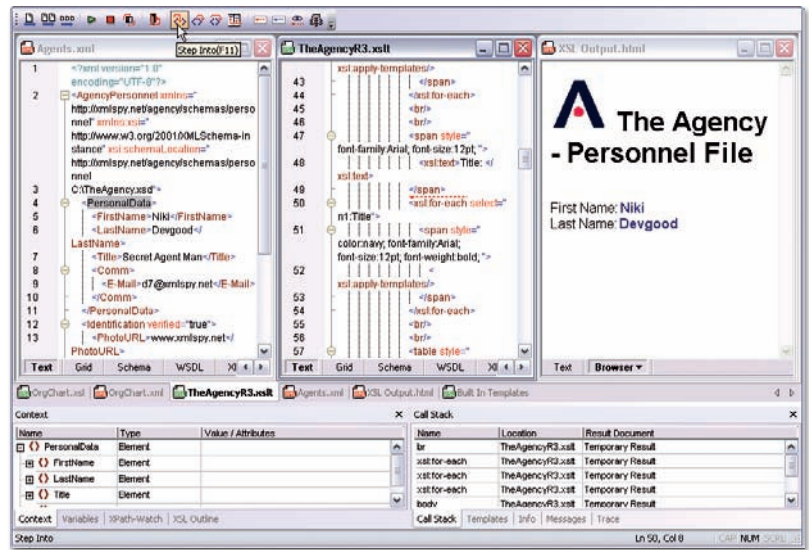 Step Into(F11)
Agents.xml
1 <?xml version="1.0"
encoding="UTF-8"?>
2 <AgencyPersonnel xmlns="
http://xmlspy.net/agency/schemas/perso
nnel" xmlns:xsi="
http://www.w3.org/2001/XMLSchema-in
stance" xsi:schemaLocation="
http://xmlspy.net/agency/schemas/perso
nnel
3 C:\TheAgency.xsd">
4 <PersonalData>
5 <FirstName>Niki</FirstName>
6 <LastName>Devgood</
LastName>
7 <Title>Secret Agent Man</Title>
8 <Comm>
9 <E-Mail>d7@xmlspy.net</E-Mail>
10 </Comm>
11 </PersonalData>
12 <Identification verified="true">
13 <PhotoURL>www.xmlspy.net</
PhotoURL>
Text Grid Schema WSDL
TheAgencyR3.xslt
xsl:apply-templates/>
43 </span>
44 </xsl:for-each>
45 <br/>
46 <br/>
47 <span style="
font-family:Arial; font-size:12pt; ">
48 <xsl:text>Title: </
xsl:text>
49 </span>
50 <xsl:for-each select="
n1:Title">
51 <span style="
color:navy; font-family:Arial;
font-size:12pt; font-weight:bold; ">
52 <
xsl:apply-templates/>
53 </span>
54 </xsl:for-each>
55 <br/>
56 <br/>
57 <table style="
Text Grid Schema WSDL
XSL Output.html
The Agency
- Personnel File
First Name: Niki
Last Name: Devgood
Text Browser
OrgChart.xsl OrgChart.xml TheAgencyR3.xslt Agents.xml XSL Output.html Built In Templates
Context
Name Type Value / Attributes
PersonalData Element
FirstName Element
LastName Element
Title Element
Context Variables XPath-Watch XSL Outline
Call Stack
Name Location Result Document
br TheAgencyR3.xslt Temporary Result
xsl:for-each TheAgencyR3.xslt Temporary Result
xsl:for-each TheAgencyR3.xslt Temporary Result
xsl:for-each TheAgencyR3.xslt Temporary Result
body TheAgencyR3.xslt Temporary Result
Call Stack Templates Info Messages Trace
Step Into Ln 50, Col 8 CAP NUM SCRL